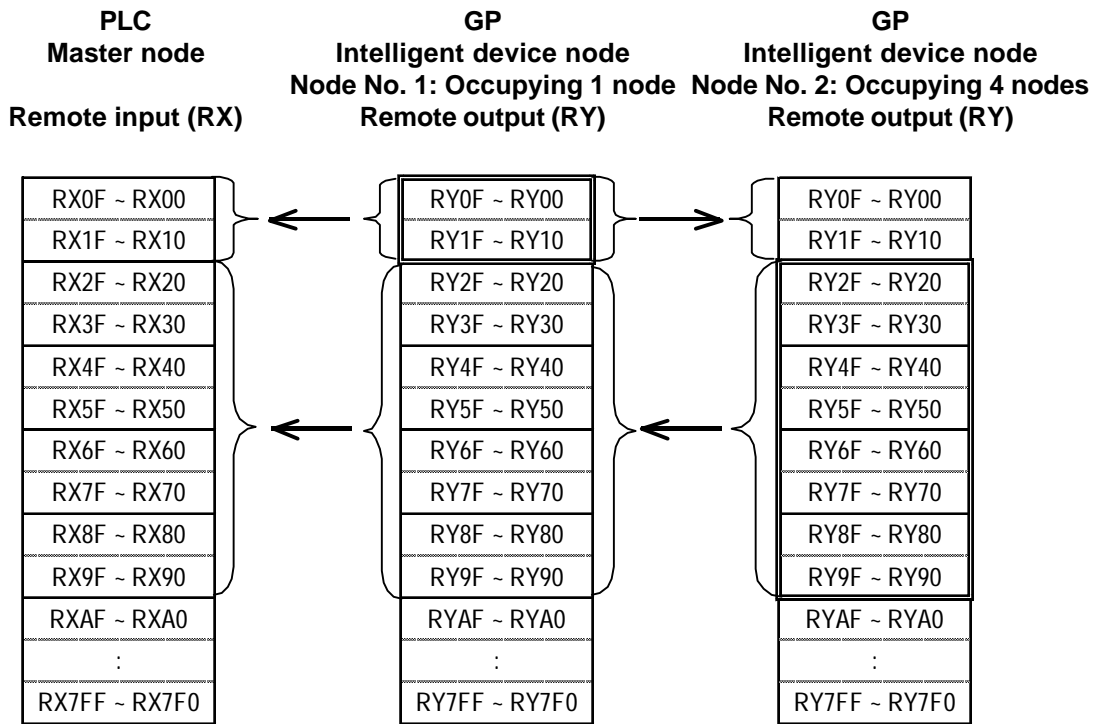 PLC
Master node
Remote input (RX)
GP
Intelligent device node
Node No. 1: Occupying 1 node
Remote output (RY)
GP
Intelligent device node
Node No. 2: Occupying 4 nodes
Remote output (RY)
RX0F ~ RX00
RX1F ~ RX10
RX2F ~ RX20
RX3F ~ RX30
RX4F ~ RX40
RX5F ~ RX50
RX6F ~ RX60
RX7F ~ RX70
RX8F ~ RX80
RX9F ~ RX90
RXAF ~ RXA0
:
RX7FF ~ RX7F0
RY0F ~ RY00
RY1F ~ RY10
RY2F ~ RY20
RY3F ~ RY30
RY4F ~ RY40
RY5F ~ RY50
RY6F ~ RY60
RY7F ~ RY70
RY8F ~ RY80
RY9F ~ RY90
RYAF ~ RYA0
:
RY7FF ~ RY7F0
RY0F ~ RY00
RY1F ~ RY10
RY2F ~ RY20
RY3F ~ RY30
RY4F ~ RY40
RY5F ~ RY50
RY6F ~ RY60
RY7F ~ RY70
RY8F ~ RY80
RY9F ~ RY90
RYAF ~ RYA0
:
RY7FF ~ RY7F0